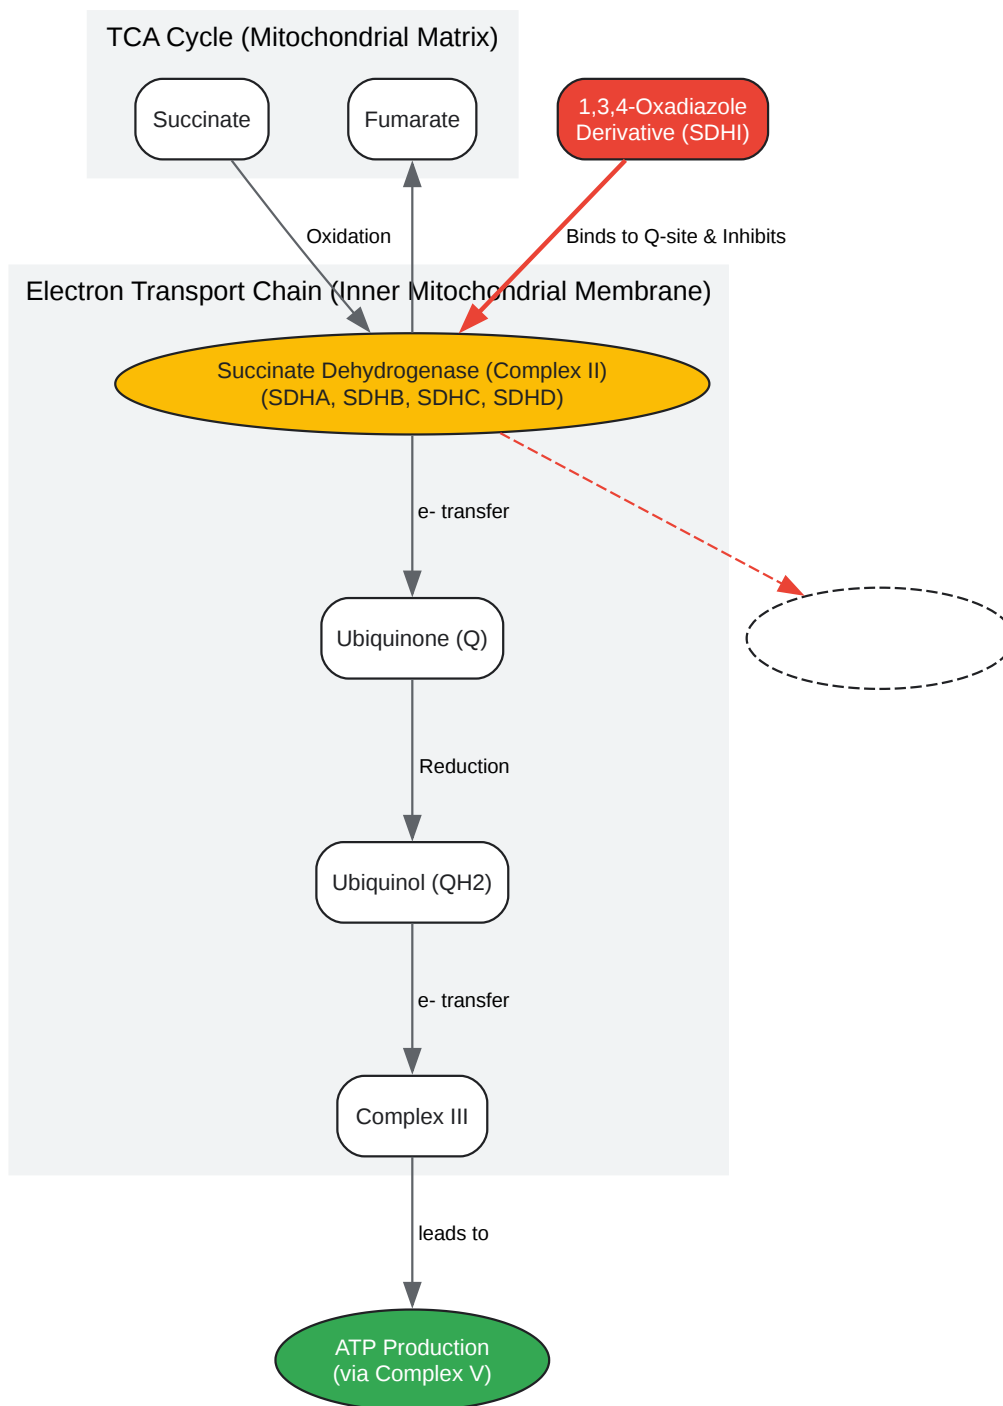 TCA Cycle (Mitochondrial Matrix)
Succinate
Fumarate
1,3,4-Oxadiazole
Derivative (SDHI)
Oxidation
Binds to Q-site & Inhibits
Electron Transport Chain (Inner Mitochondrial Membrane)
Succinate Dehydrogenase (Complex II)
(SDHA, SDHB, SDHC, SDHD)
e- transfer
Ubiquinone (Q)
Reduction
Ubiquinol (QH2)
e- transfer
Complex III
leads to
ATP Production
(via Complex V)